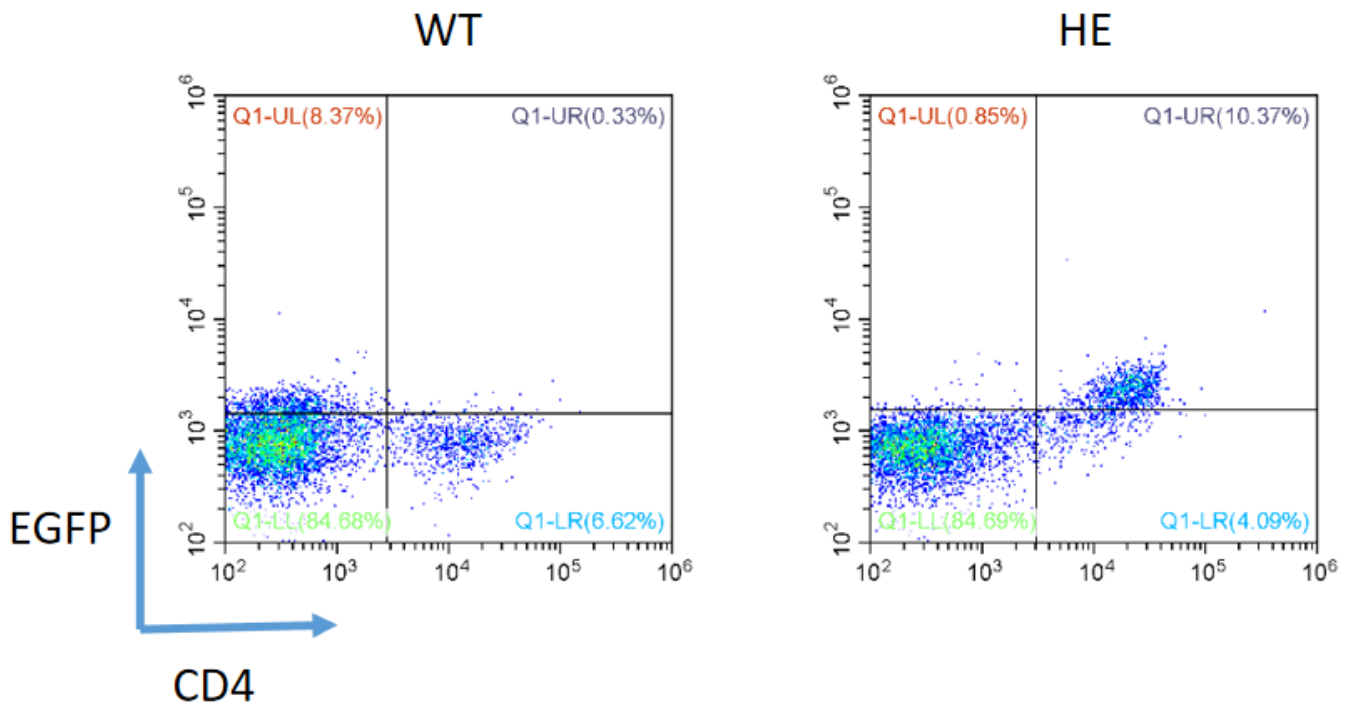 WT
HE
10^6
10^5
10^4
10^3
10^2
Q1-UL(8.37%)
Q1-UR(0.33%)
Q1-LL(84.68%)
Q1-LR(6.62%)
10^2 10^3 10^4 10^5 10^6
10^6
10^5
10^4
10^3
10^2
Q1-UL(0.85%)
Q1-UR(10.37%)
Q1-LL(84.69%)
Q1-LR(4.09%)
10^2 10^3 10^4 10^5 10^6
EGFP
CD4